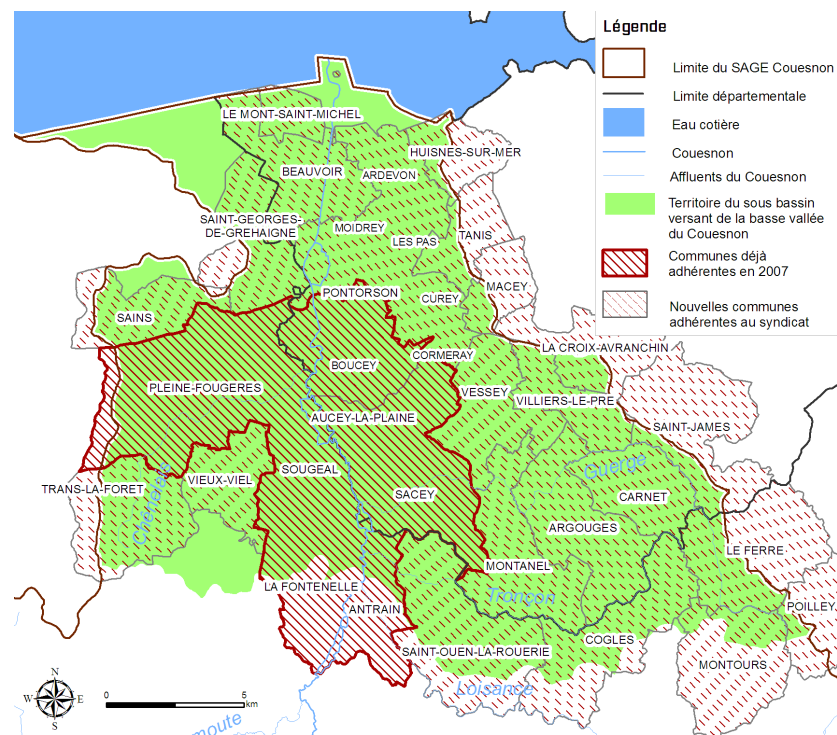 Légende
Limite du SAGE Couesnon
Limite départementale
Eau cotière
Couesnon
Affluents du Couesnon
Territoire du sous bassin
versant de la basse vallée
du Couesnon
Communes déjà
adhérentes en 2007
Nouvelles communes
adhérentes au syndicat
LE MONT-SAINT-MICHEL
HUISNES-SUR-MER
BEAUVOIR
ARDEVON
SAINT-GEORGES-
DE-GREHAIGNE
MOIDREY
TANIS
LES PAS
MACEY
PONTORSON
CUREY
SAINS
LA CROIX-AVRANCHIN
CORMERAY
BOUCEY
PLEINE-FOUGERES
VESSEY
VILLIERS-LE-PRE
AUCEY-LA-PLAINE
SAINT-JAMES
Guerge
SOUGEAL
VIEUX-VIEL
TRANS-LA-FORET
SACEY
CARNET
Chênelais
ARGOUGES
LE FERRE
MONTANEL
LA FONTENELLE
Tronçon
ANTRAIN
POILLEY
COGLES
SAINT-OUEN-LA-ROUERIE
MONTOURS
Loisance
moute
N
W E
S
0 5
km